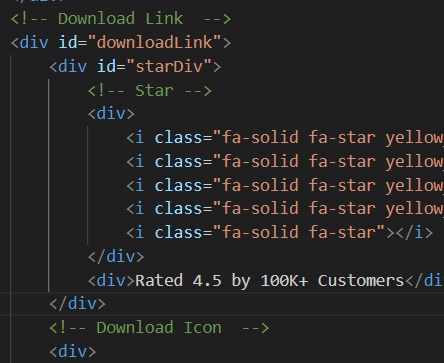 <!-- Download Link  -->
<div id="downloadLink">
<div id="starDiv">
<!-- Star -->
<div>
<i class="fa-solid fa-star yellow
<i class="fa-solid fa-star yellow
<i class="fa-solid fa-star yellow
<i class="fa-solid fa-star yellow
<i class="fa-solid fa-star"></i>
</div>
<div>Rated 4.5 by 100K+ Customers</di
</div>
<!-- Download Icon  -->
<div>